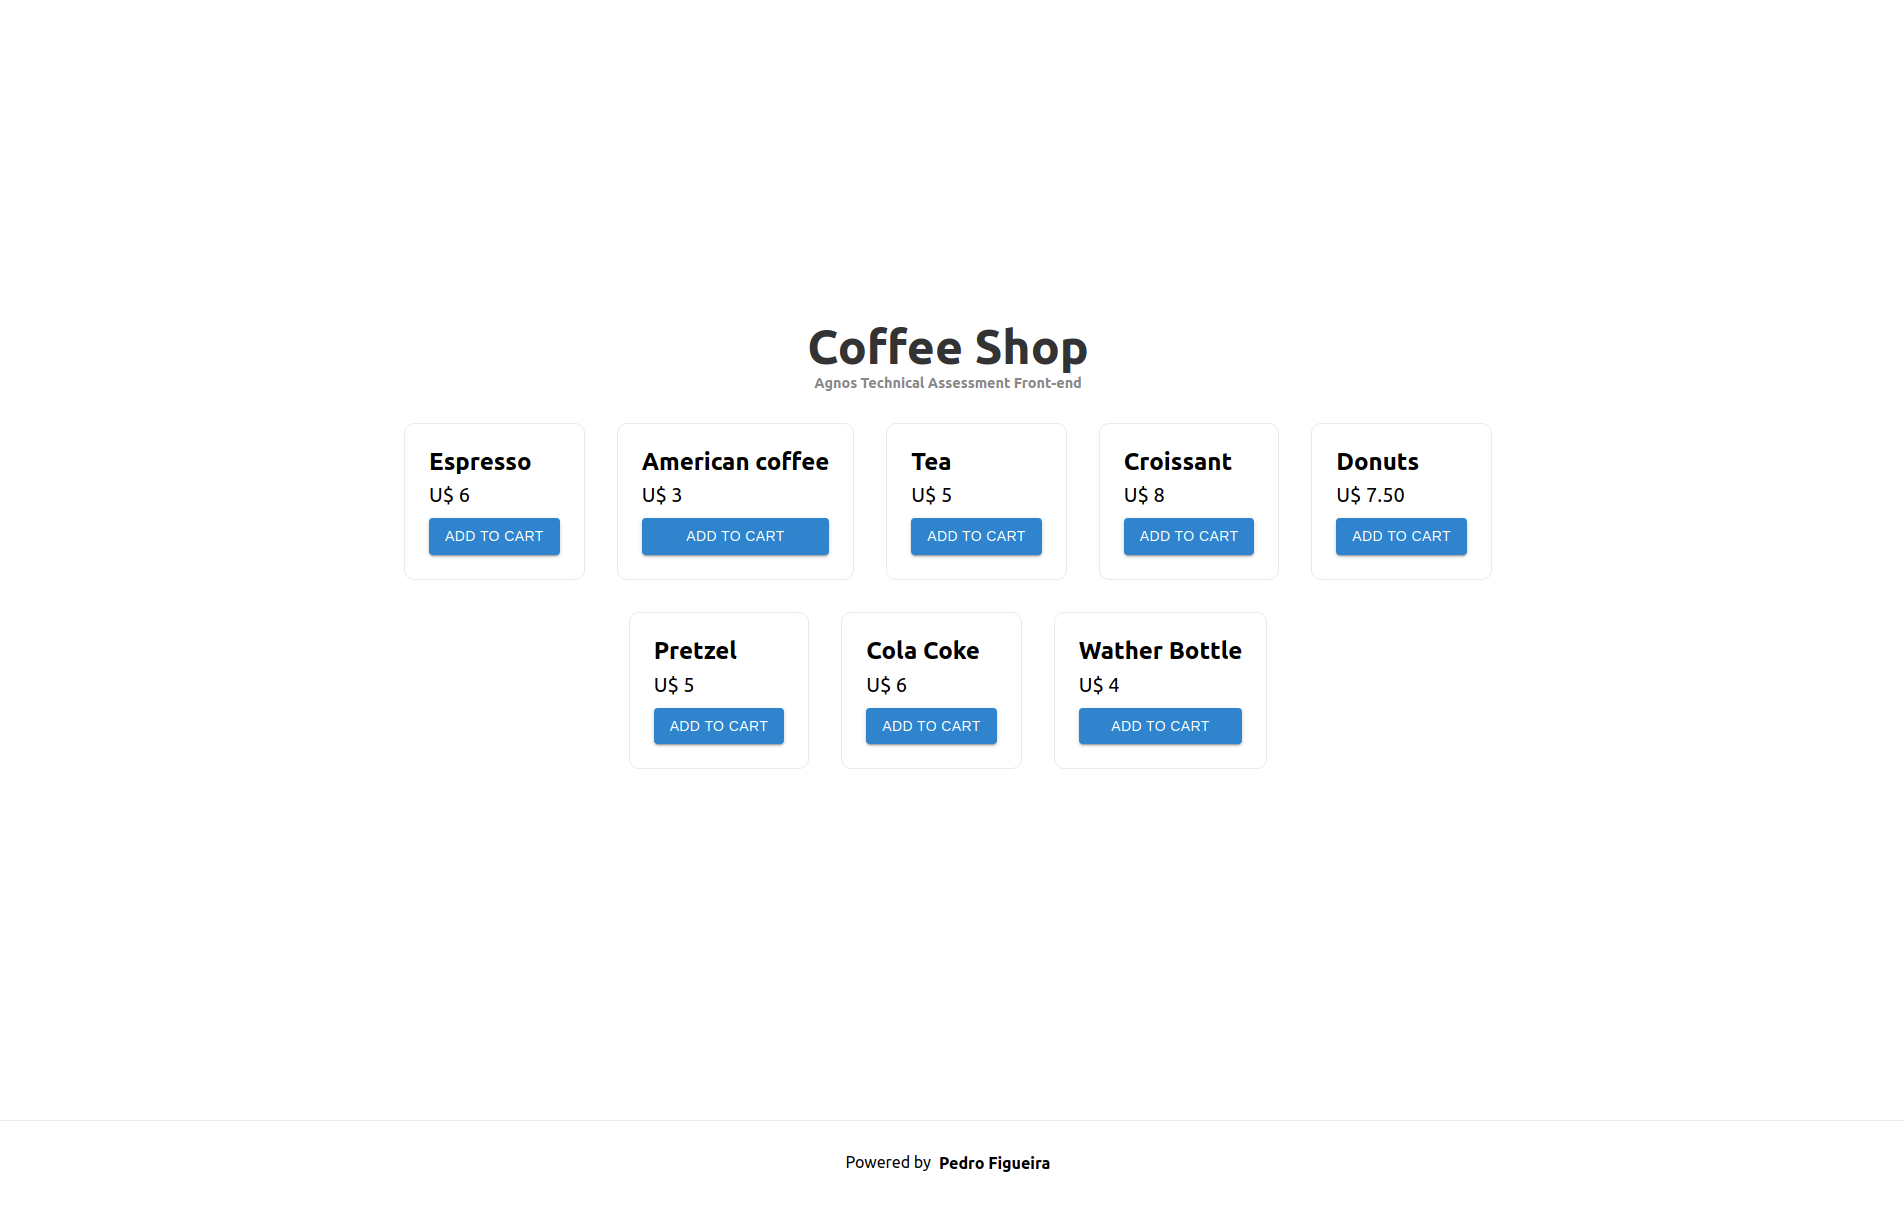 Coffee Shop
Agnos Technical Assessment Front-end
Espresso
U$ 6
ADD TO CART
American coffee
U$ 3
ADD TO CART
Tea
U$ 5
ADD TO CART
Croissant
U$ 8
ADD TO CART
Donuts
U$ 7.50
ADD TO CART
Pretzel
U$ 5
ADD TO CART
Cola Coke
U$ 6
ADD TO CART
Wather Bottle
U$ 4
ADD TO CART
Powered by Pedro Figueira